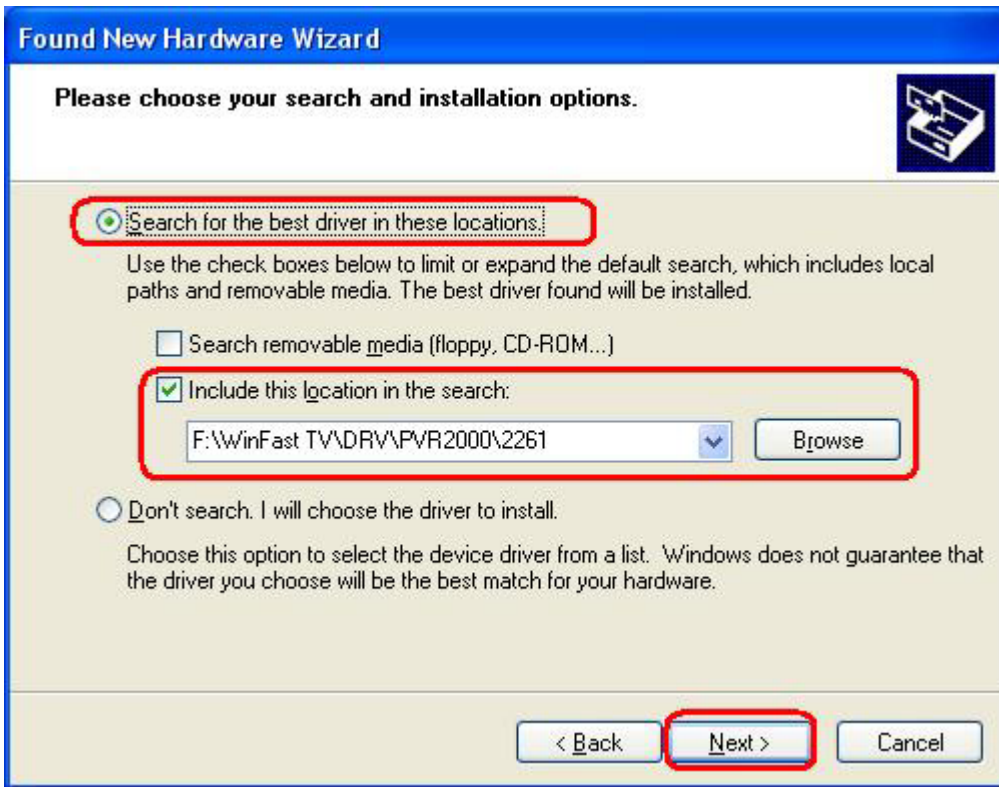 Found New Hardware Wizard
Please choose your search and installation options.
Search for the best driver in these locations.
Use the check boxes below to limit or expand the default search, which includes local
paths and removable media. The best driver found will be installed.
Search removable media (floppy, CD-ROM...)
Include this location in the search:
F:\WinFast TV\DRV\PVR2000\2261
Browse
Don't search. I will choose the driver to install.
Choose this option to select the device driver from a list. Windows does not guarantee that
the driver you choose will be the best match for your hardware.
< Back Next > Cancel